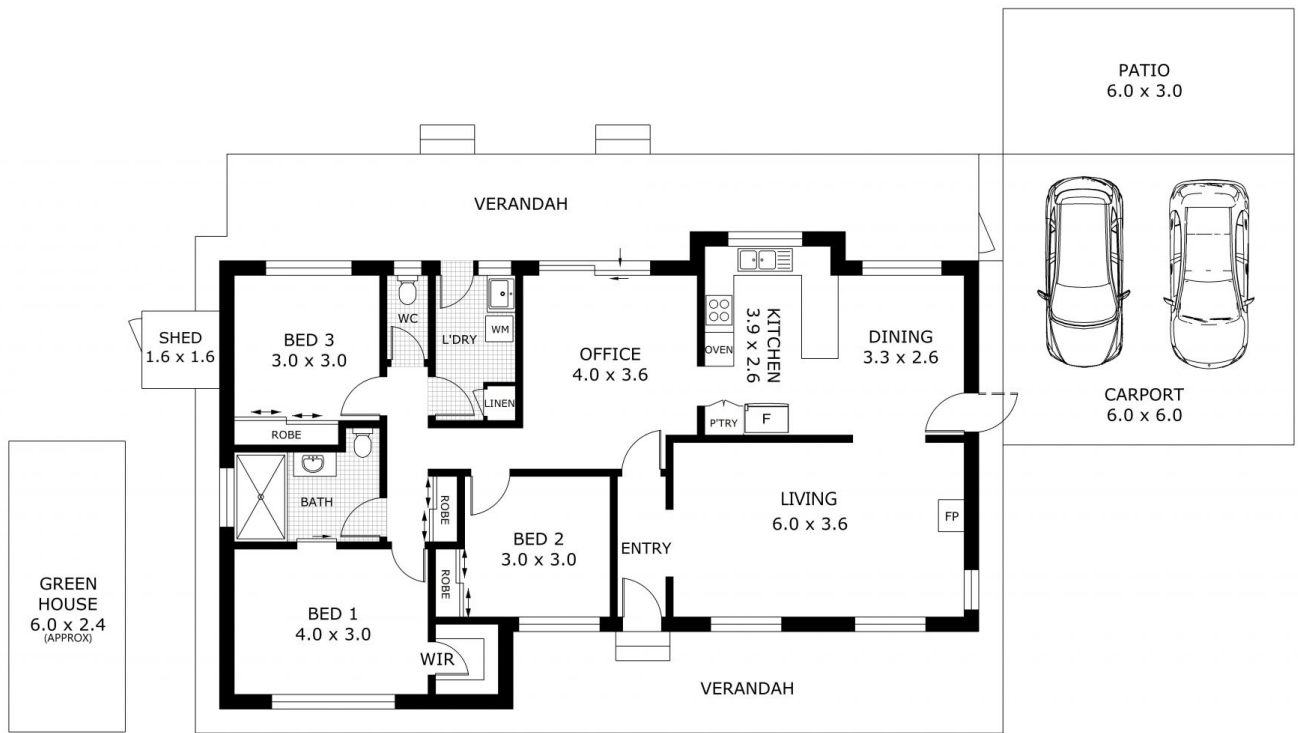 PATIO
6.0 x 3.0
VERANDAH
SHED
1.6 x 1.6
BED 3
3.0 x 3.0
WC
L'DRY
WM
LINEN
OFFICE
4.0 x 3.6
KITCHEN
3.9 x 2.6
OVEN
P'TRY
F
DINING
3.3 x 2.6
CARPORT
6.0 x 6.0
ROBE
BATH
ROBE
ROBE
BED 2
3.0 x 3.0
ENTRY
LIVING
6.0 x 3.6
FP
GREEN
HOUSE
6.0 x 2.4
(APPROX)
BED 1
4.0 x 3.0
WIR
VERANDAH